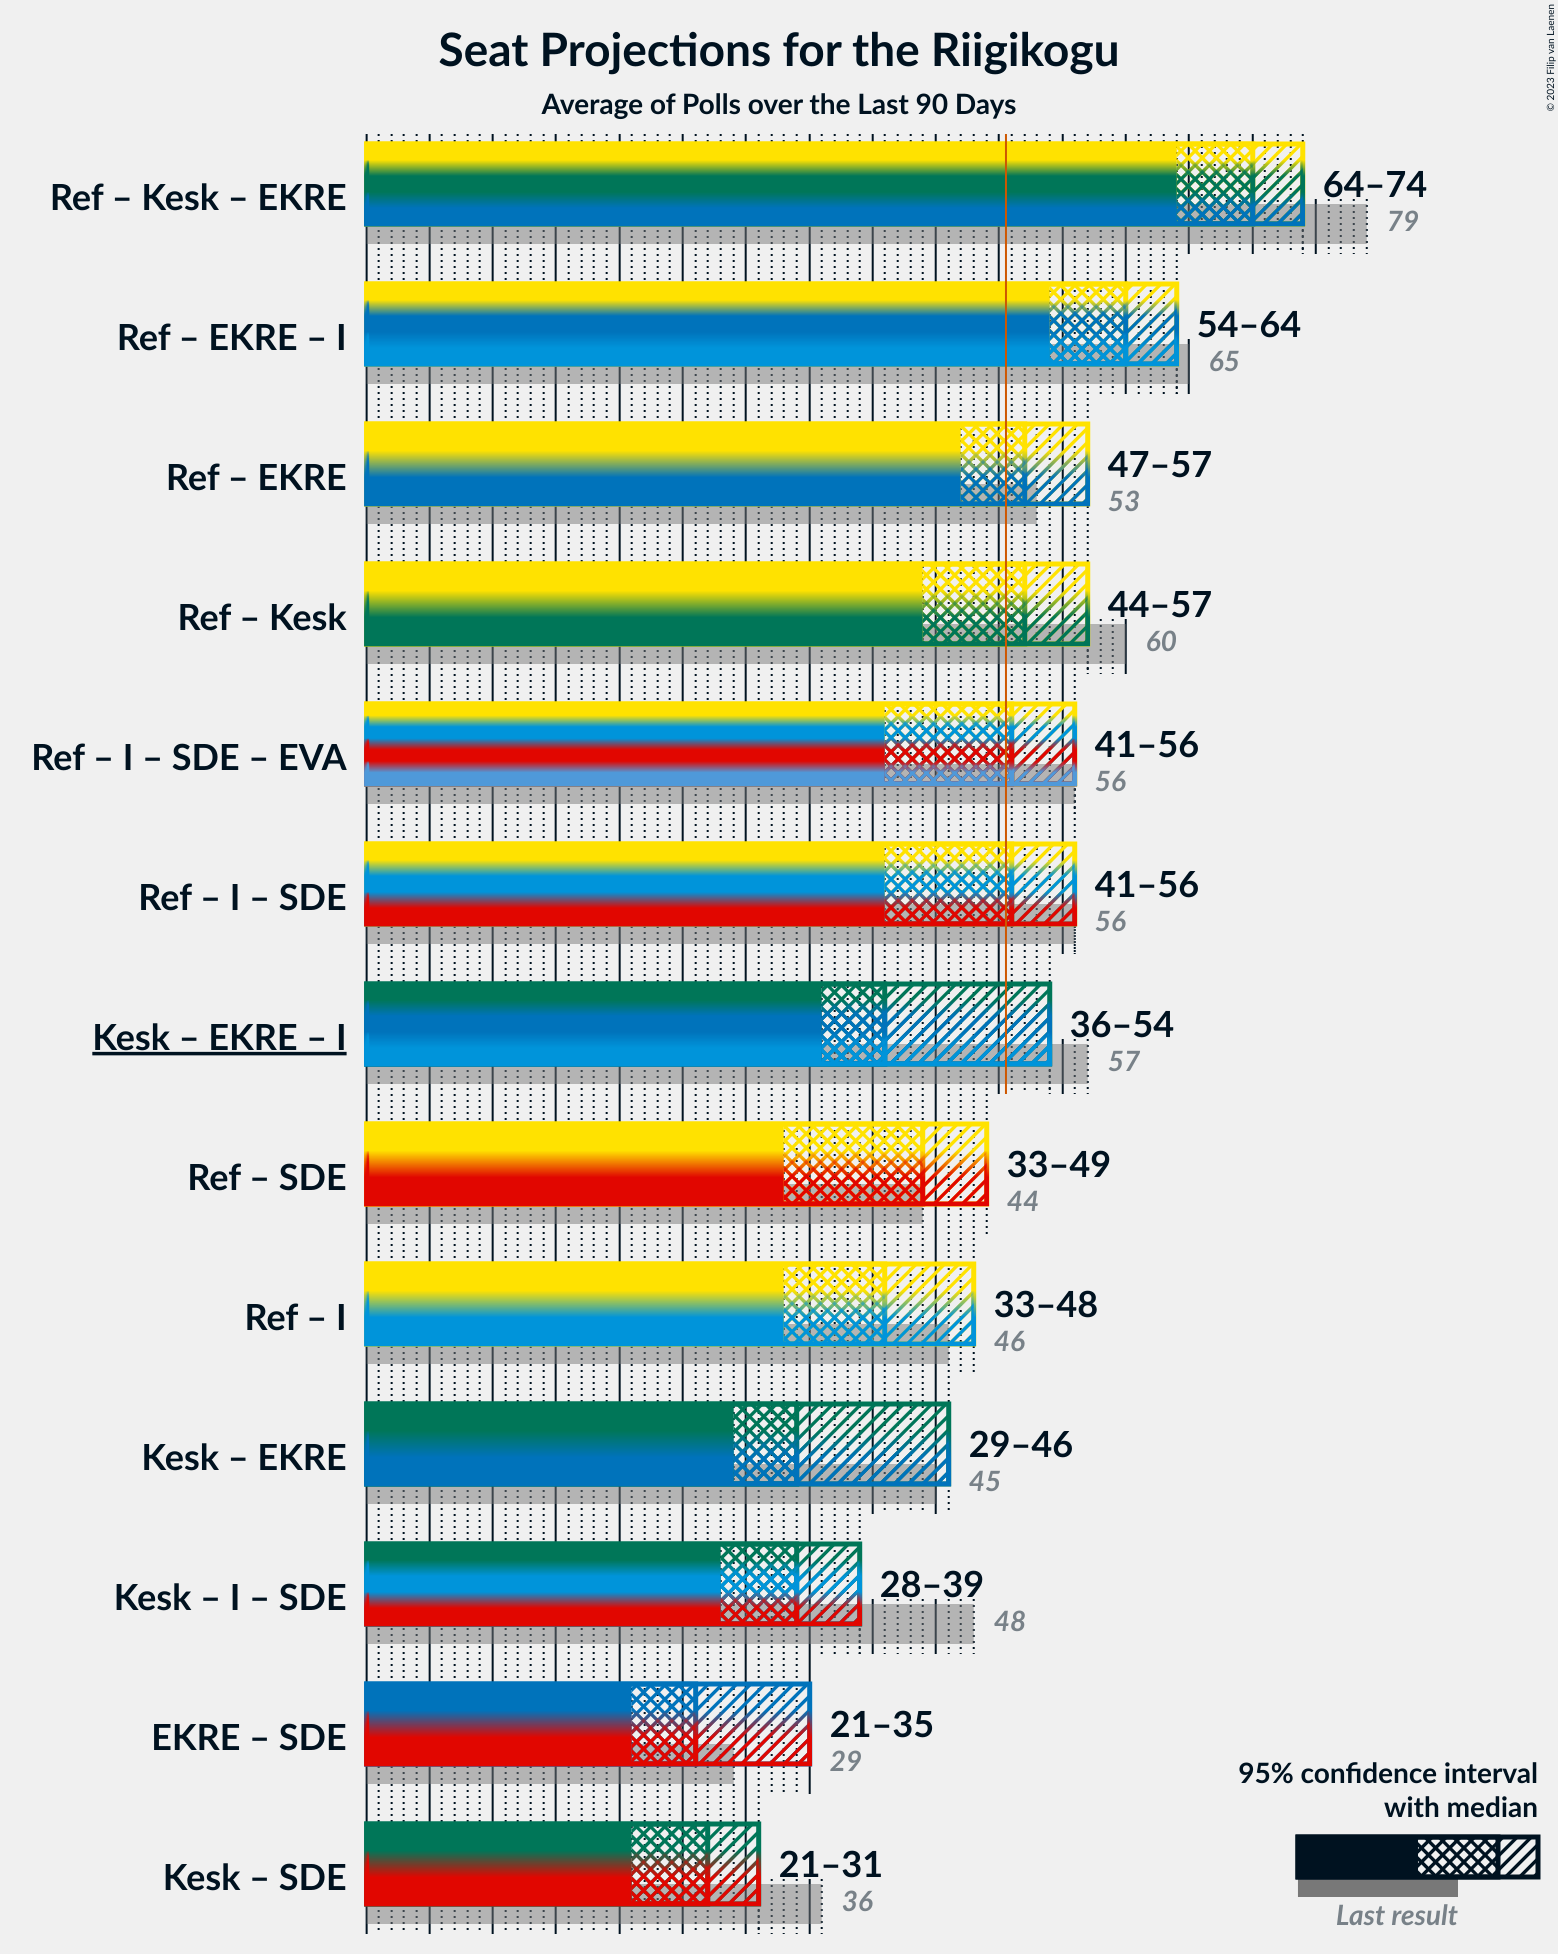 Seat Projections for the Riigikogu
Average of Polls over the Last 90 Days
© 2023 Filip van Laenen
Ref – Kesk – EKRE
64–74
79
Ref – EKRE – I
54–64
65
Ref – EKRE
47–57
53
Ref – Kesk
44–57
60
Ref – I – SDE – EVA
41–56
56
Ref – I – SDE
41–56
56
Kesk – EKRE – I
36–54
57
Ref – SDE
33–49
44
Ref – I
33–48
46
Kesk – EKRE
29–46
45
Kesk – I – SDE
28–39
48
EKRE – SDE
21–35
29
Kesk – SDE
21–31
36
95% confidence interval
with median
Last result